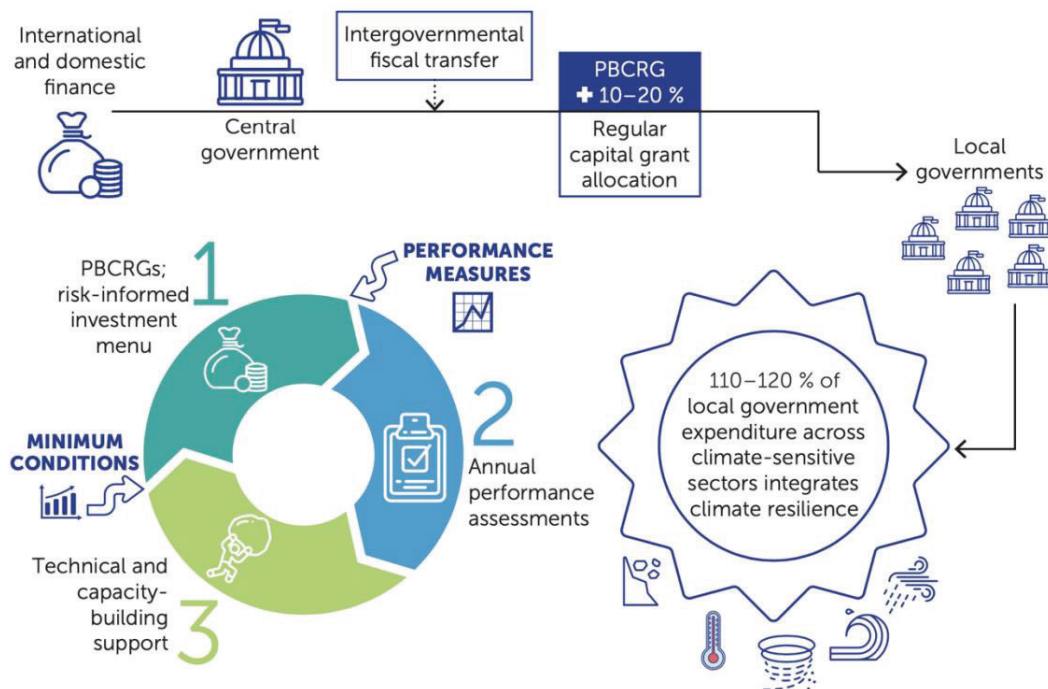 International
and domestic
finance
Central
government
Intergovernmental
fiscal transfer
PBCRG
+ 10–20 %
Regular
capital grant
allocation
Local
governments
1
PBCRGs;
risk-informed
investment
menu
PERFORMANCE
MEASURES
2
Annual
performance
assessments
MINIMUM
CONDITIONS
3
Technical and
capacity-
building
support
110–120 % of
local government
expenditure across
climate-sensitive
sectors integrates
climate resilience